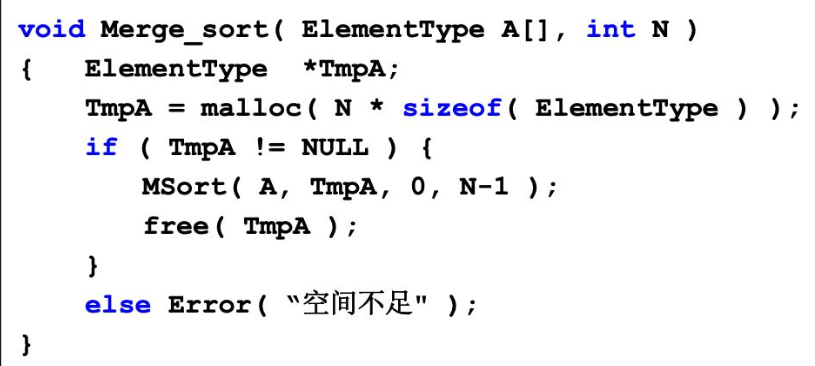 void Merge_sort( ElementType A[], int N )
{   ElementType  *TmpA;
    TmpA = malloc( N * sizeof( ElementType ) );
    if ( TmpA != NULL ) {
        MSort( A, TmpA, 0, N-1 );
        free( TmpA );
    }
    else Error( “空间不足" );
}